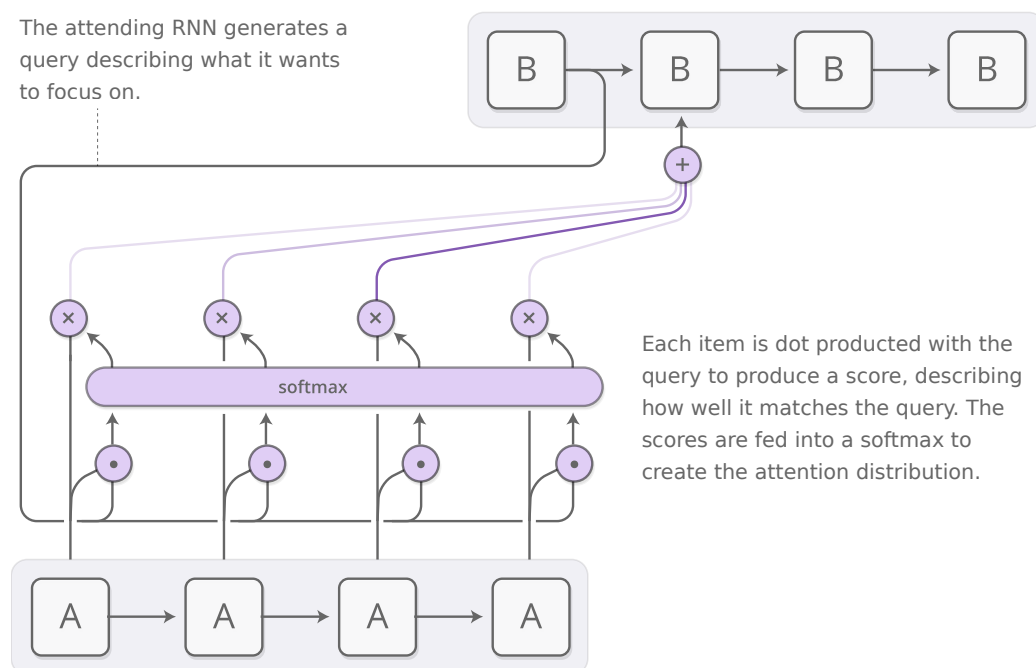 The attending RNN generates a
query describing what it wants
to focus on.
B
B
B
B
+
×
×
×
×
softmax
Each item is dot producted with the
query to produce a score, describing
how well it matches the query. The
scores are fed into a softmax to
create the attention distribution.
•
•
•
•
A
A
A
A